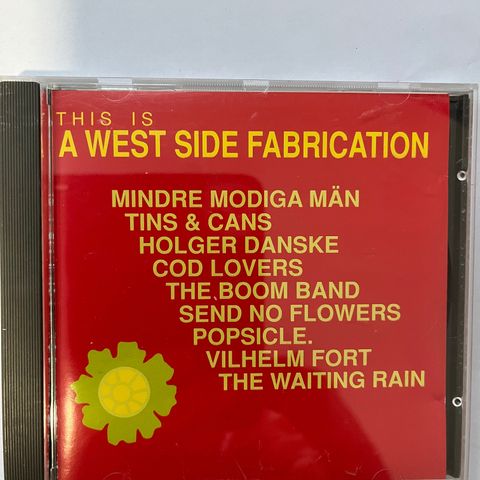 THIS IS
A WEST SIDE FABRICATION
MINDRE MODIGA MÄN
TINS & CANS
HOLGER DANSKE
COD LOVERS
THE BOOM BAND
SEND NO FLOWERS
POPSICLE.
VILHELM FORT
THE WAITING RAIN